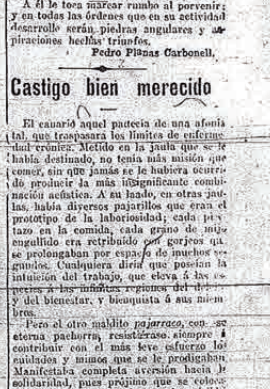 A él le toca marcar rumbo al porvenir;
y en todas las órdenes que en su actividad
desarrolle serán piedras angulares y as-
piraciones hechas triunfos.
Pedro Planas Carbonell.
Castigo bien merecido
El canario aquel padecía de una afonía
tal, que traspasara los límites de enferme-
dad crónica. Metido en la jaula que se le
había destinado, no tenía más misión que
comer, sin que jamás se le hubiera ocurri-
do producir la más insignificante combi-
nación acústica. A su lado, en otras jau-
las, había diversos pajarillos que eran el
prototipo de la laboriosidad; cada pi
tazo en la comida, cada grano de mijo
engullido era retribuido con gorjeos que
se prolongaban por espacio de muchos se-
gundos. Cualquiera diría que poseían la
intuición del trabajo, que eleva á las es-
pecies á las infinitas regiones del
y del bienestar, y bienquista á sus miem
bros.
Pero el otro maldito pajarraco, con su
eterna pachorra, resistírase siempre á
contribuir con el más leve esfuerzo lo
cuidados y mimos que se le prodigaban
Manifestaba completa aversión hacia la
solidaridad, pues prójimo que se coloca